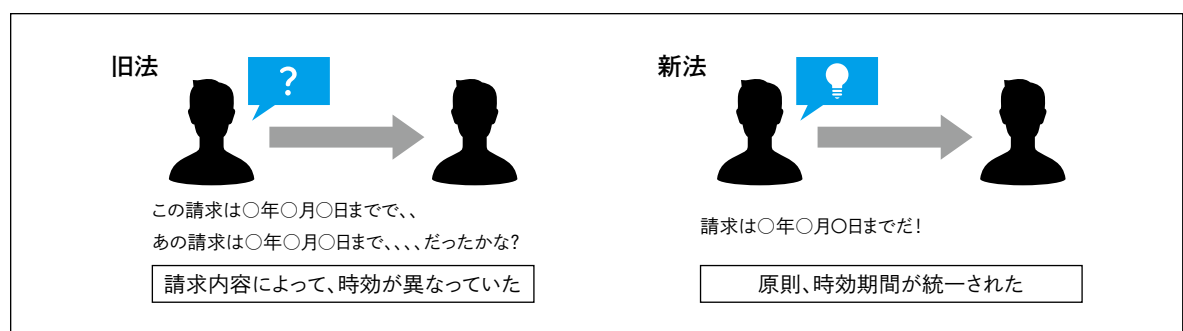 旧法
?
この請求は○年○月○日までで、、
あの請求は○年○月○日まで、、、、だったかな?
請求内容によって、時効が異なっていた
新法
請求は○年○月○日までだ!
原則、時効期間が統一された